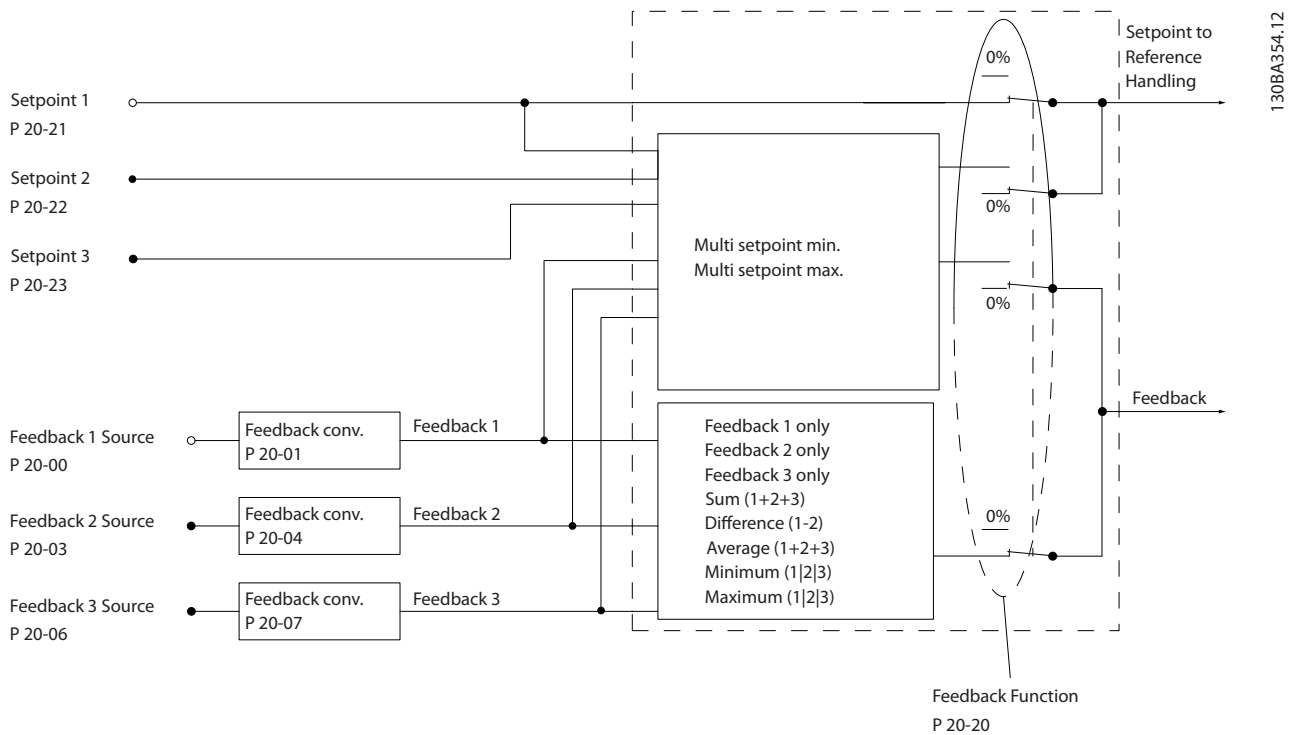 130BA354.12
Setpoint to
Reference
Handling
0%
Setpoint 1
P 20-21
Setpoint 2
P 20-22
0%
Setpoint 3
P 20-23
Multi setpoint min.
Multi setpoint max.
0%
Feedback
Feedback 1 Source
P 20-00
Feedback conv.
P 20-01
Feedback 1
Feedback 2 Source
P 20-03
Feedback conv.
P 20-04
Feedback 2
Feedback 3 Source
P 20-06
Feedback conv.
P 20-07
Feedback 3
Feedback 1 only
Feedback 2 only
Feedback 3 only
Sum (1+2+3)
Difference (1-2)
Average (1+2+3)
Minimum (1|2|3)
Maximum (1|2|3)
0%
Feedback Function
P 20-20